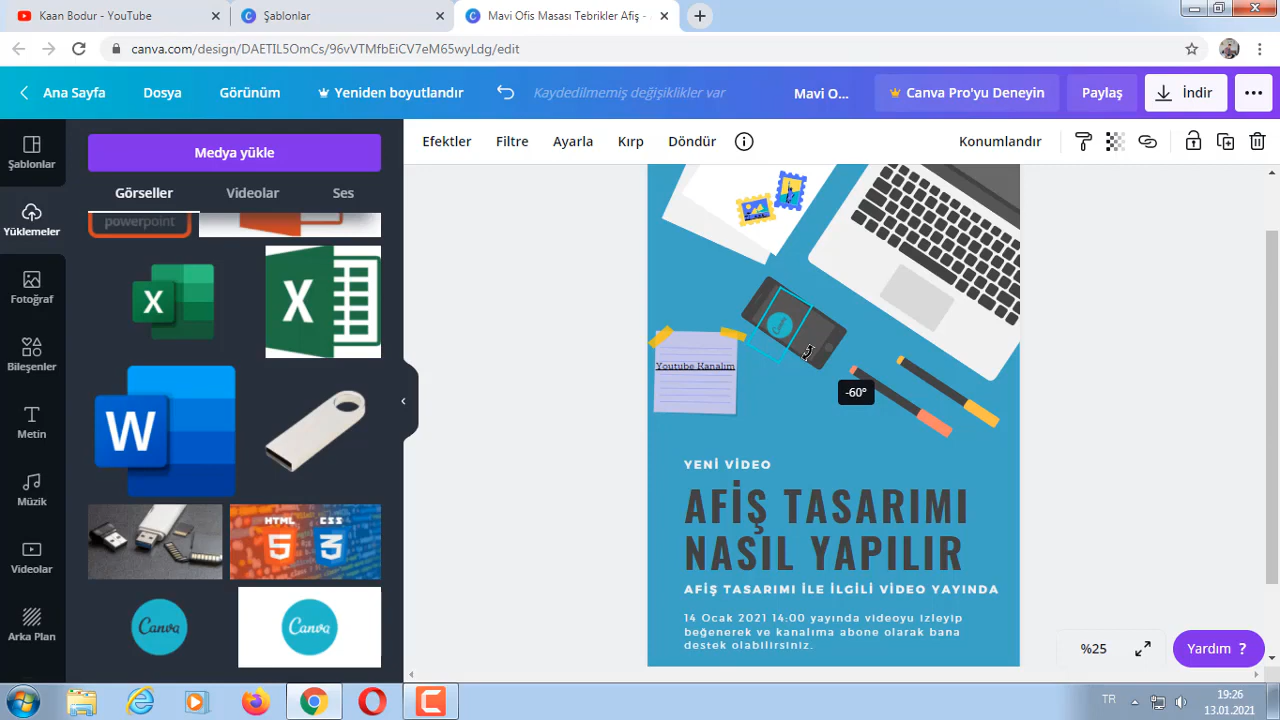 Kaan Bodur - YouTube
Şablonlar
Mavi Ofis Masası Tebrikler Afiş -
canva.com/design/DAETIL5OmCs/96vVTMfbEiCV7eM65wyLdg/edit
Ana Sayfa
Dosya
Görünüm
Yeniden boyutlandır
Kaydedilmemiş değişiklikler var
Mavi O...
Canva Pro'yu Deneyin
Paylaş
İndir
Şablonlar
Yüklemeler
Fotoğraf
Bileşenler
Metin
Müzik
Videolar
Arka Plan
Medya yükle
Görseller
Videolar
Ses
powerpoint
X
X
W
HTML
CSS
5
3
Canva
Canva
Efektler
Filtre
Ayarla
Kırp
Döndür
Konumlandır
Canva
Youtube Kanalım
-60°
YENİ VİDEO
AFİŞ TASARIMI
NASIL YAPILIR
AFİŞ TASARIMI İLE İLGİLİ VİDEO YAYINDA
14 Ocak 2021 14:00 yayında videoyu izleyip
beğenerek ve kanalıma abone olarak bana
destek olabilirsiniz.
%25
Yardım ?
TR
19:26
13.01.2021